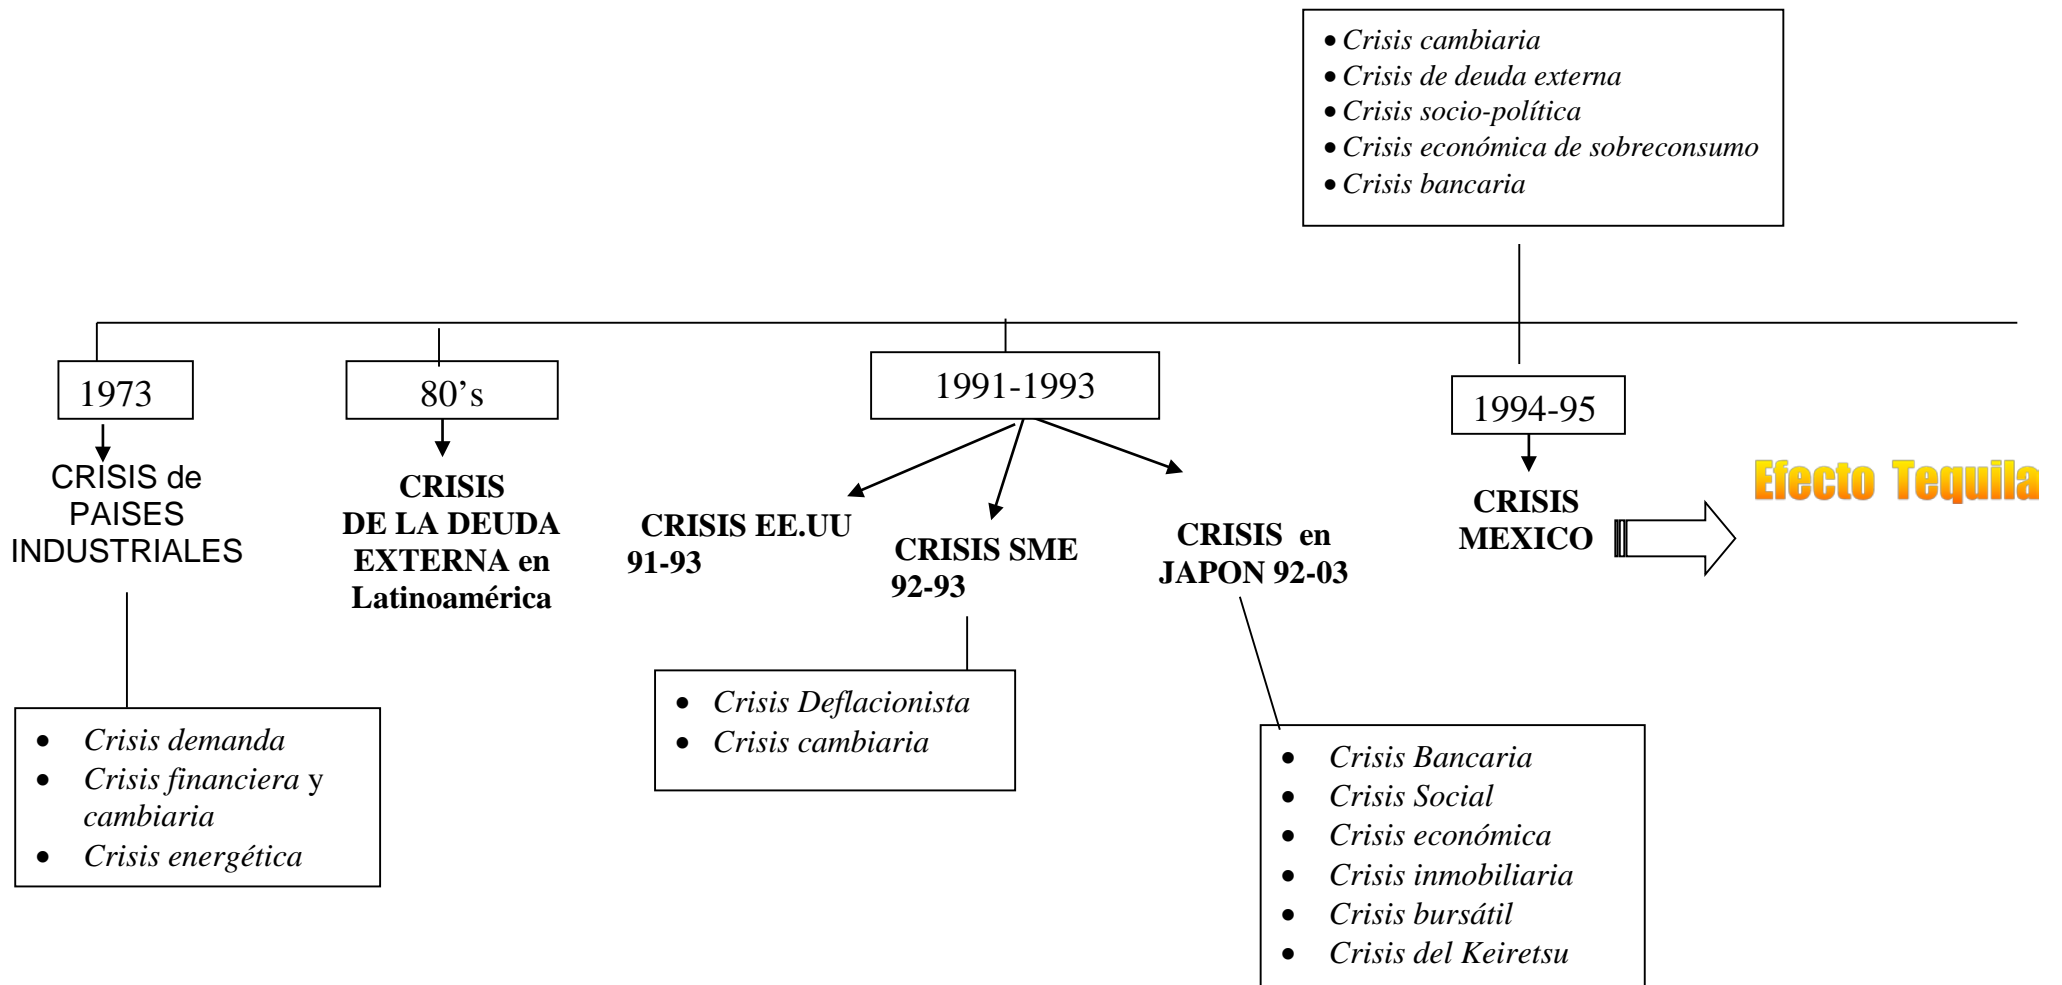 • Crisis cambiaria
• Crisis de deuda externa
• Crisis socio-política
• Crisis económica de sobreconsumo
• Crisis bancaria
1973
80’s
1991-1993
1994-95
CRISIS de
PAISES
INDUSTRIALES
CRISIS
DE LA DEUDA
EXTERNA en
Latinoamérica
CRISIS EE.UU
91-93
CRISIS SME
92-93
CRISIS en
JAPON 92-03
CRISIS
MEXICO
Efecto Tequila
• Crisis demanda
• Crisis financiera y
cambiaria
• Crisis energética
• Crisis Deflacionista
• Crisis cambiaria
• Crisis Bancaria
• Crisis Social
• Crisis económica
• Crisis inmobiliaria
• Crisis bursátil
• Crisis del Keiretsu